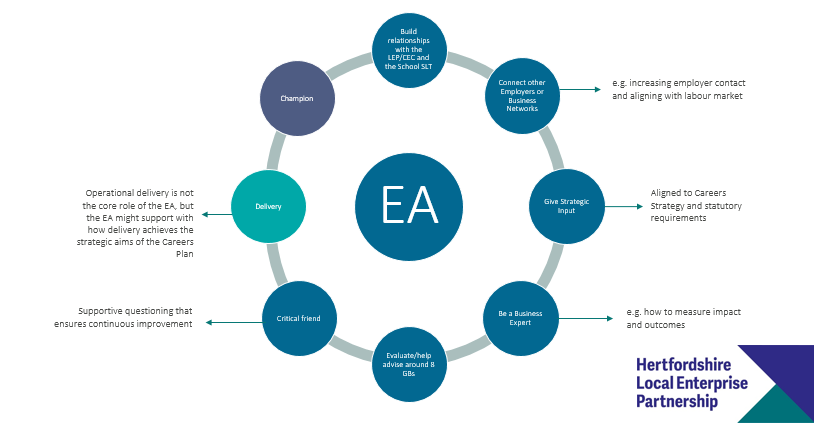 Build
relationships
with the
LEP/CEC and
the School SLT
Connect other
Employers or
Business
Networks
e.g. increasing employer contact
and aligning with labour market
Give Strategic
Input
Aligned to Careers
Strategy and statutory
requirements
Be a Business
Expert
e.g. how to measure impact
and outcomes
Evaluate/help
advise around 8
GBs
Critical friend
Supportive questioning that
ensures continuous improvement
Delivery
Operational delivery is not
the core role of the EA, but
the EA might support with
how delivery achieves the
strategic aims of the Careers
Plan
Champion
EA
Hertfordshire
Local Enterprise
Partnership